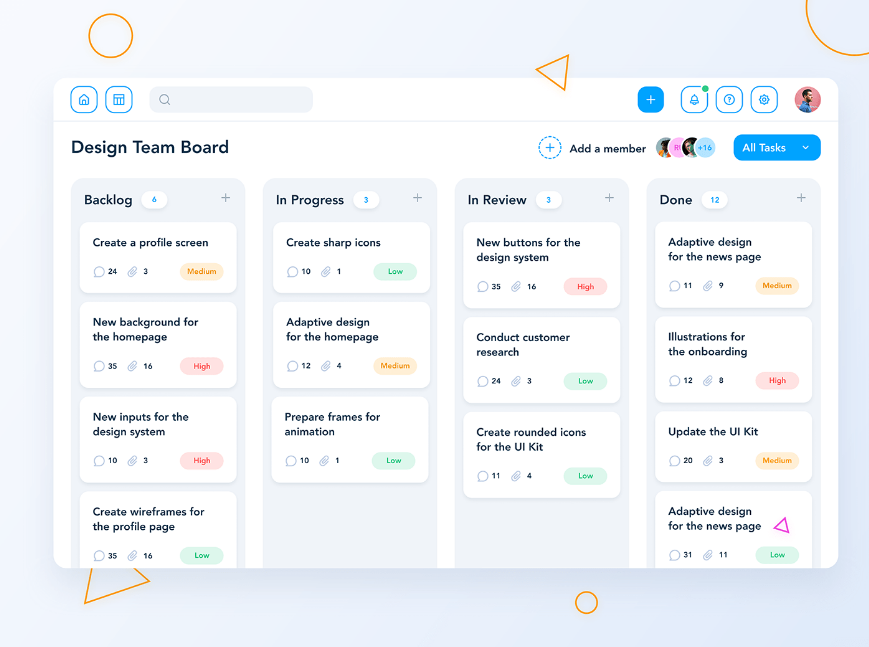 Design Team Board
Add a member
+16
All Tasks
Backlog
6
Create a profile screen
24
3
Medium
New background for
the homepage
35
16
High
New inputs for the
design system
10
3
High
Create wireframes for
the profile page
35
16
Low
In Progress
3
Create sharp icons
10
1
Low
Adaptive design
for the homepage
12
4
Medium
Prepare frames for
animation
10
1
Low
In Review
3
New buttons for the
design system
35
16
High
Conduct customer
research
24
3
Low
Create rounded icons
for the UI Kit
11
4
Low
Done
12
Adaptive design
for the news page
11
9
Medium
Illustrations for
the onboarding
12
8
High
Update the UI Kit
20
3
Medium
Adaptive design
for the news page
31
11
Low